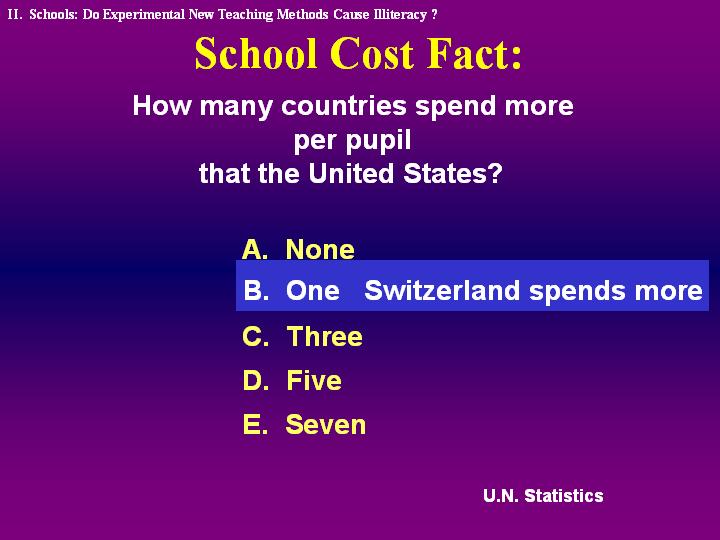 II. Schools: Do Experimental New Teaching Methods Cause Illiteracy ?
School Cost Fact:
How many countries spend more
per pupil
that the United States?
A. None
B. One Switzerland spends more
C. Three
D. Five
E. Seven
U.N. Statistics